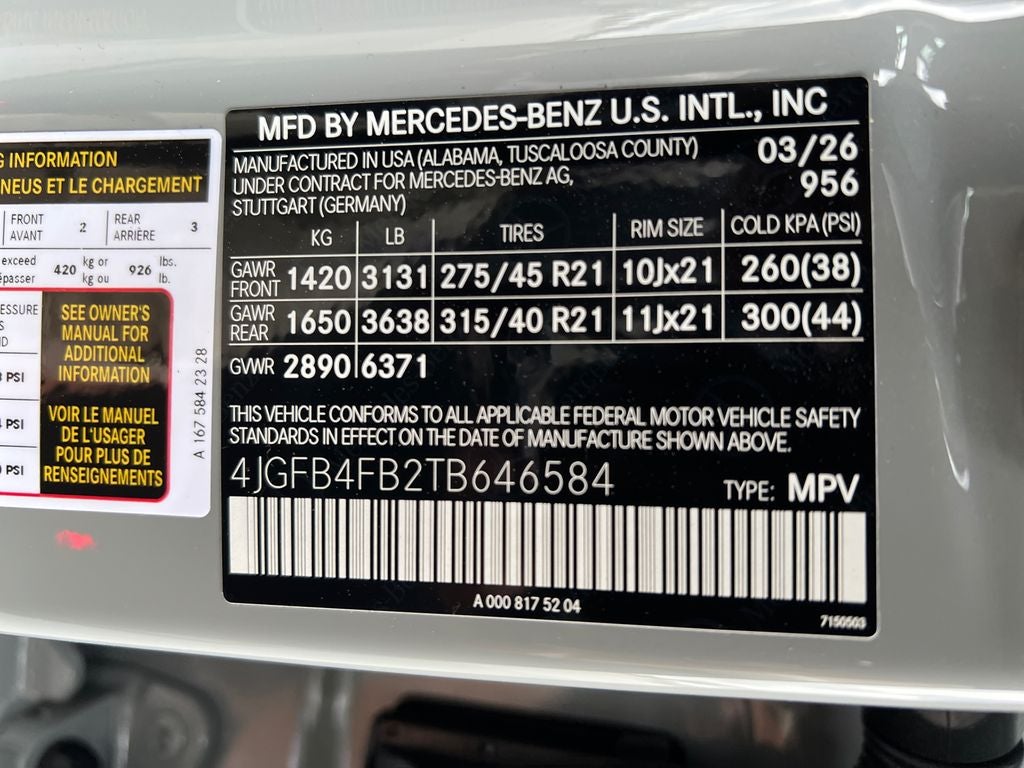 G INFORMATION
NEUS ET LE CHARGEMENT
FRONT AVANT 2 REAR ARRIÈRE 3
exceed
épasser 420 kg or kg ou 926 lbs. lb.
ESSURE
SEE OWNER'S
MANUAL FOR
ADDITIONAL
INFORMATION
PSI
VOIR LE MANUEL
DE L'USAGER
POUR PLUS DE
RENSEIGNEMENTS
PSI
PSI
A 167 584 23 28
MFD BY MERCEDES-BENZ U.S. INTL., INC
MANUFACTURED IN USA (ALABAMA, TUSCALOOSA COUNTY) 03/26
UNDER CONTRACT FOR MERCEDES-BENZ AG, 956
STUTTGART (GERMANY)
KG LB TIRES RIM SIZE COLD KPA (PSI)
GAWR FRONT 1420 3131 275/45 R21 10Jx21 260(38)
GAWR REAR 1650 3638 315/40 R21 11Jx21 300(44)
GVWR 2890 6371
THIS VEHICLE CONFORMS TO ALL APPLICABLE FEDERAL MOTOR VEHICLE SAFETY
STANDARDS IN EFFECT ON THE DATE OF MANUFACTURE SHOWN ABOVE.
4JGFB4FB2TB646584 TYPE: MPV
A 000 817 52 04
7150503